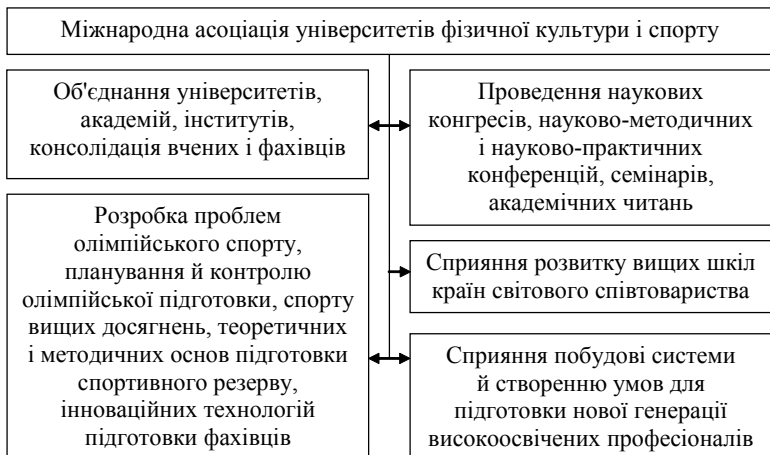 Міжнародна асоціація університетів фізичної культури і спорту
Об'єднання університетів,
академій, інститутів,
консолідація вчених і фахівців
Проведення наукових
конгресів, науково-методичних
і науково-практичних
конференцій, семінарів,
академічних читань
Розробка проблем
олімпійського спорту,
планування й контролю
олімпійської підготовки, спорту
вищих досягнень, теоретичних
і методичних основ підготовки
спортивного резерву,
інноваційних технологій
підготовки фахівців
Сприяння розвитку вищих шкіл
країн світового співтовариства
Сприяння побудові системи
й створенню умов для
підготовки нової генерації
високоосвічених професіоналів